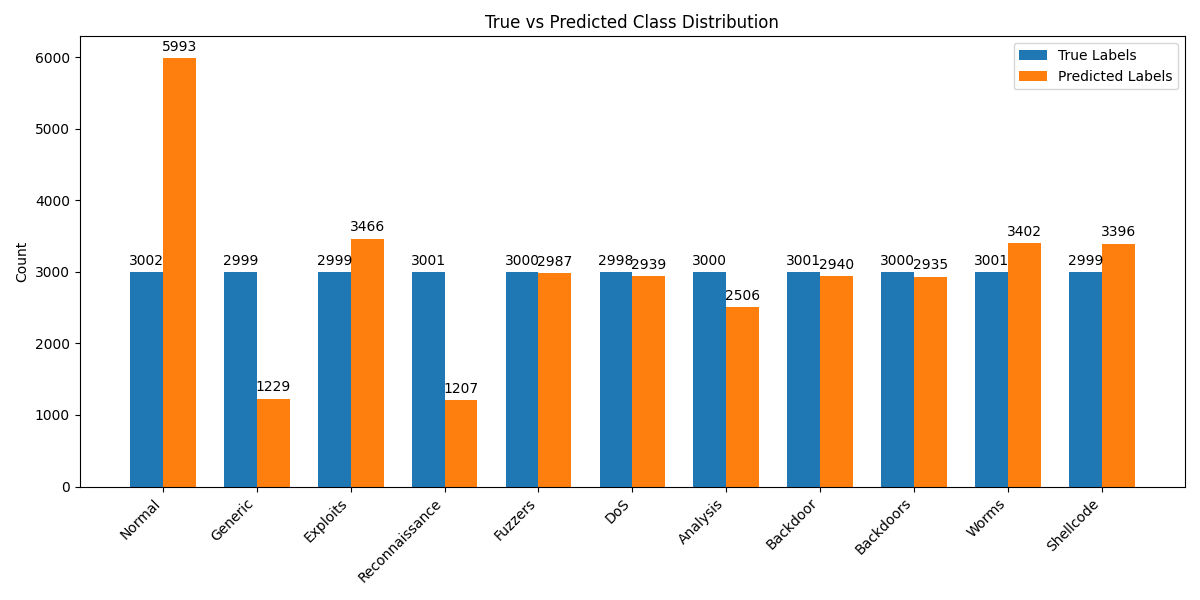 True vs Predicted Class Distribution
True Labels
Predicted Labels
Count
6000
5000
4000
3000
2000
1000
0
3002 5993
2999 1229
2999 3466
3001 1207
3000 2987
2998 2939
3000 2506
3001 2940
3000 2935
3001 3402
2999 3396
Normal
Generic
Exploits
Reconnaissance
Fuzzers
DoS
Analysis
Backdoor
Backdoors
Worms
Shellcode